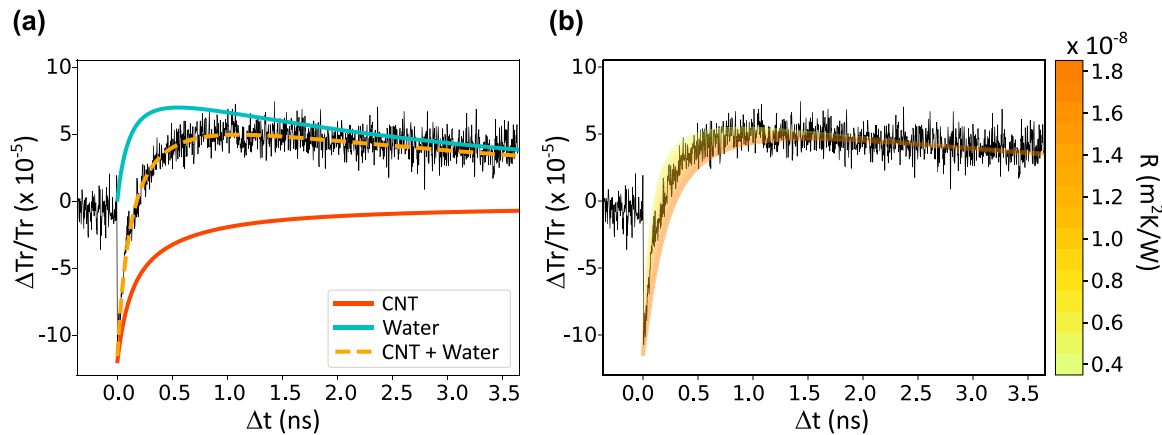 (a)
10
5
0
-5
-10
ΔTr/Tr (x 10⁻⁵)
0.0 0.5 1.0 1.5 2.0 2.5 3.0 3.5
Δt (ns)
CNT
Water
CNT + Water
(b)
10
5
0
-5
-10
ΔTr/Tr (x 10⁻⁵)
0.0 0.5 1.0 1.5 2.0 2.5 3.0 3.5
Δt (ns)
x 10⁻⁸
1.8
1.6
1.4
1.2
1.0
0.8
0.6
0.4
R (m²K/W)